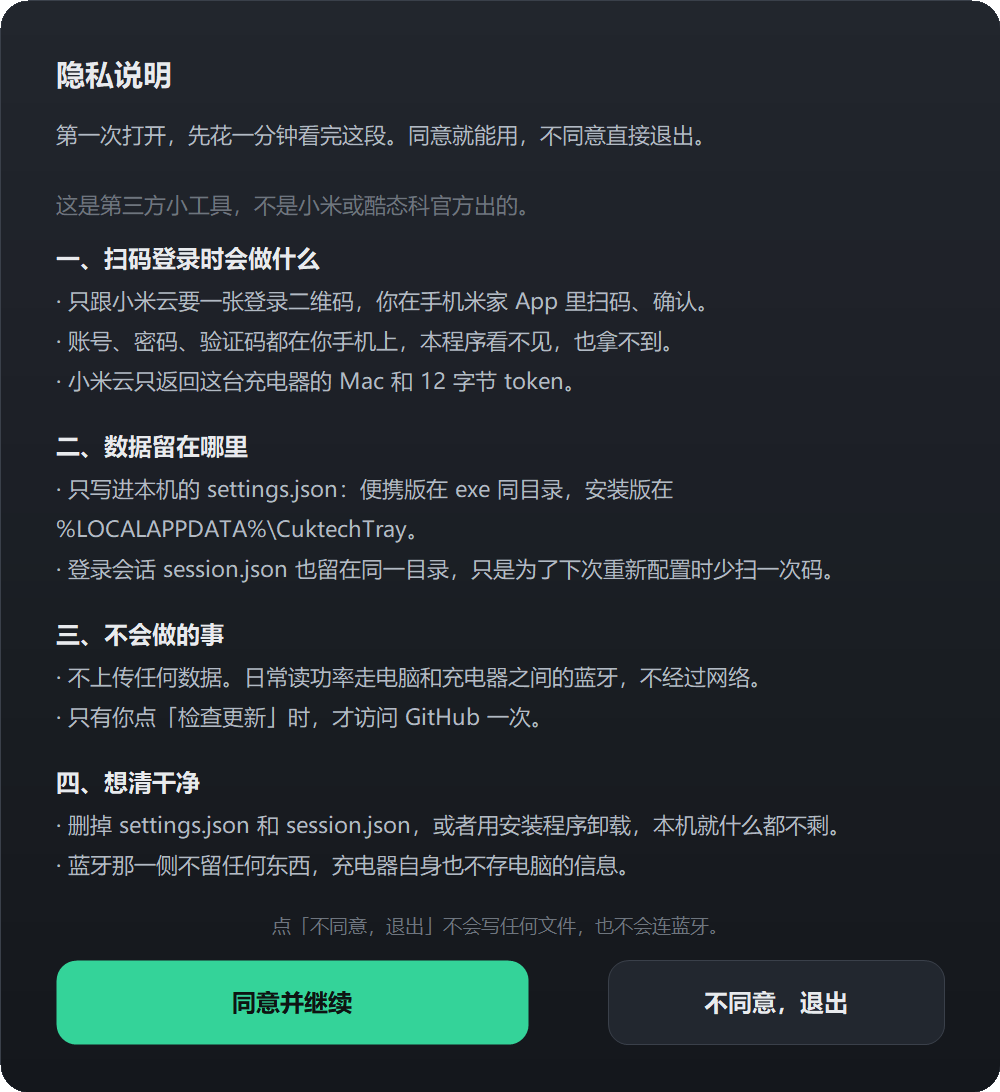 隐私说明
第一次打开，先花一分钟看完这段。同意就能用，不同意直接退出。
这是第三方小工具，不是小米或酷态科官方出的。
一、扫码登录时会做什么
· 只跟小米云要一张登录二维码，你在手机米家 App 里扫码、确认。
· 账号、密码、验证码都在你手机上，本程序看不见，也拿不到。
· 小米云只返回这台充电器的 Mac 和 12 字节 token。
二、数据留在哪里
· 只写进本机的 settings.json：便携版在 exe 同目录，安装版在
%LOCALAPPDATA%\CuktechTray。
· 登录会话 session.json 也留在同一目录，只是为了下次重新配置时少扫一次码。
三、不会做的事
· 不上传任何数据。日常读功率走电脑和充电器之间的蓝牙，不经过网络。
· 只有你点「检查更新」时，才访问 GitHub 一次。
四、想清干净
· 删掉 settings.json 和 session.json，或者用安装程序卸载，本机就什么都不剩。
· 蓝牙那一侧不留任何东西，充电器自身也不存电脑的信息。
点「不同意，退出」不会写任何文件，也不会连蓝牙。
同意并继续
不同意，退出